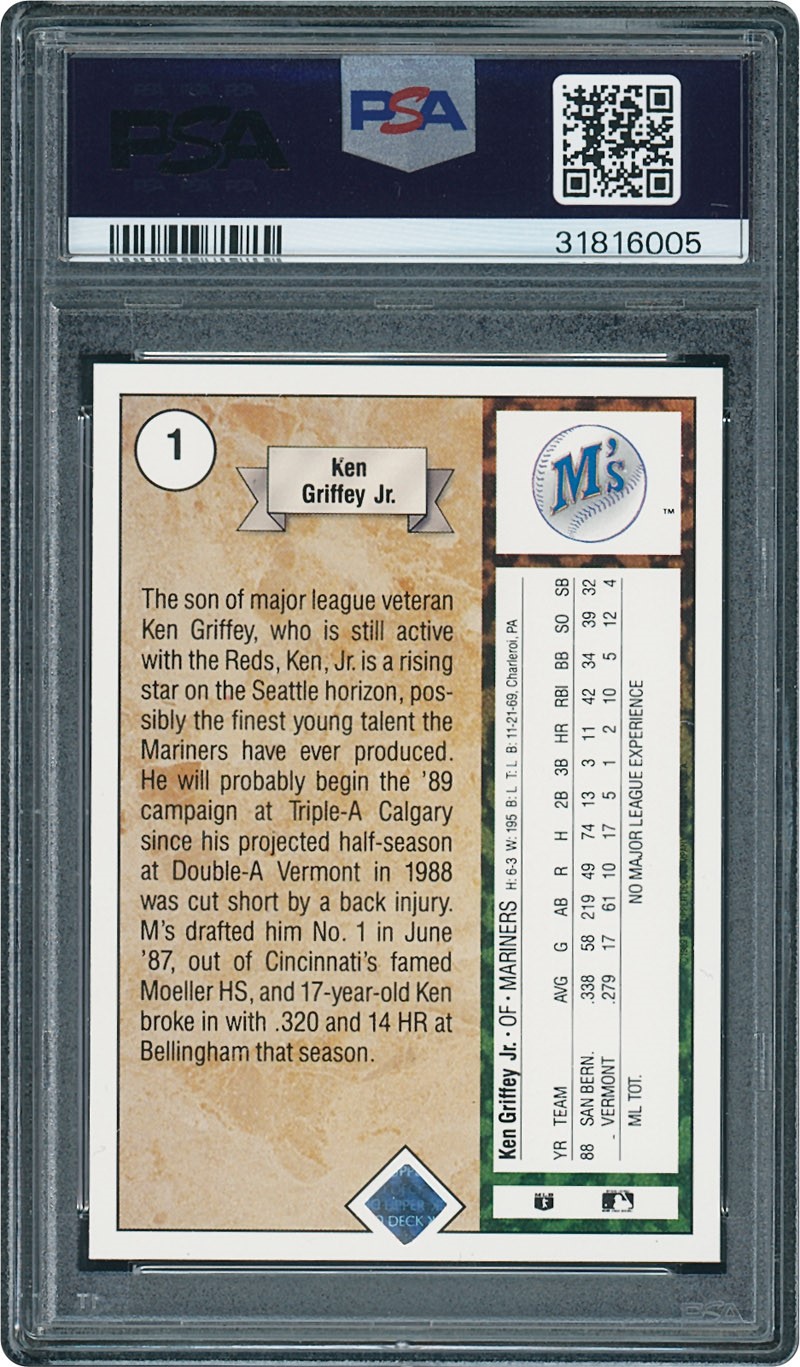 PSA
PSA
31816005
1
Ken
Griffey Jr.
The son of major league veteran
Ken Griffey, who is still active
with the Reds, Ken, Jr. is a rising
star on the Seattle horizon, pos-
sibly the finest young talent the
Mariners have ever produced.
He will probably begin the '89
campaign at Triple-A Calgary
since his projected half-season
at Double-A Vermont in 1988
was cut short by a back injury.
M's drafted him No. 1 in June
'87, out of Cincinnati's famed
Moeller HS, and 17-year-old Ken
broke in with .320 and 14 HR at
Bellingham that season.
UPPER
DECK
M's
TM
Ken Griffey Jr. • OF • MARINERS H: 6-3 W: 195 B: L T: L B: 11-21-69, Charleroi, PA
YR TEAM AVG G AB R H 2B 3B HR RBI BB SO SB
88 SAN BERN. .338 58 219 49 74 13 3 11 42 34 39 32
- VERMONT .279 17 61 10 17 5 1 2 10 5 12 4
ML TOT. NO MAJOR LEAGUE EXPERIENCE
PSA